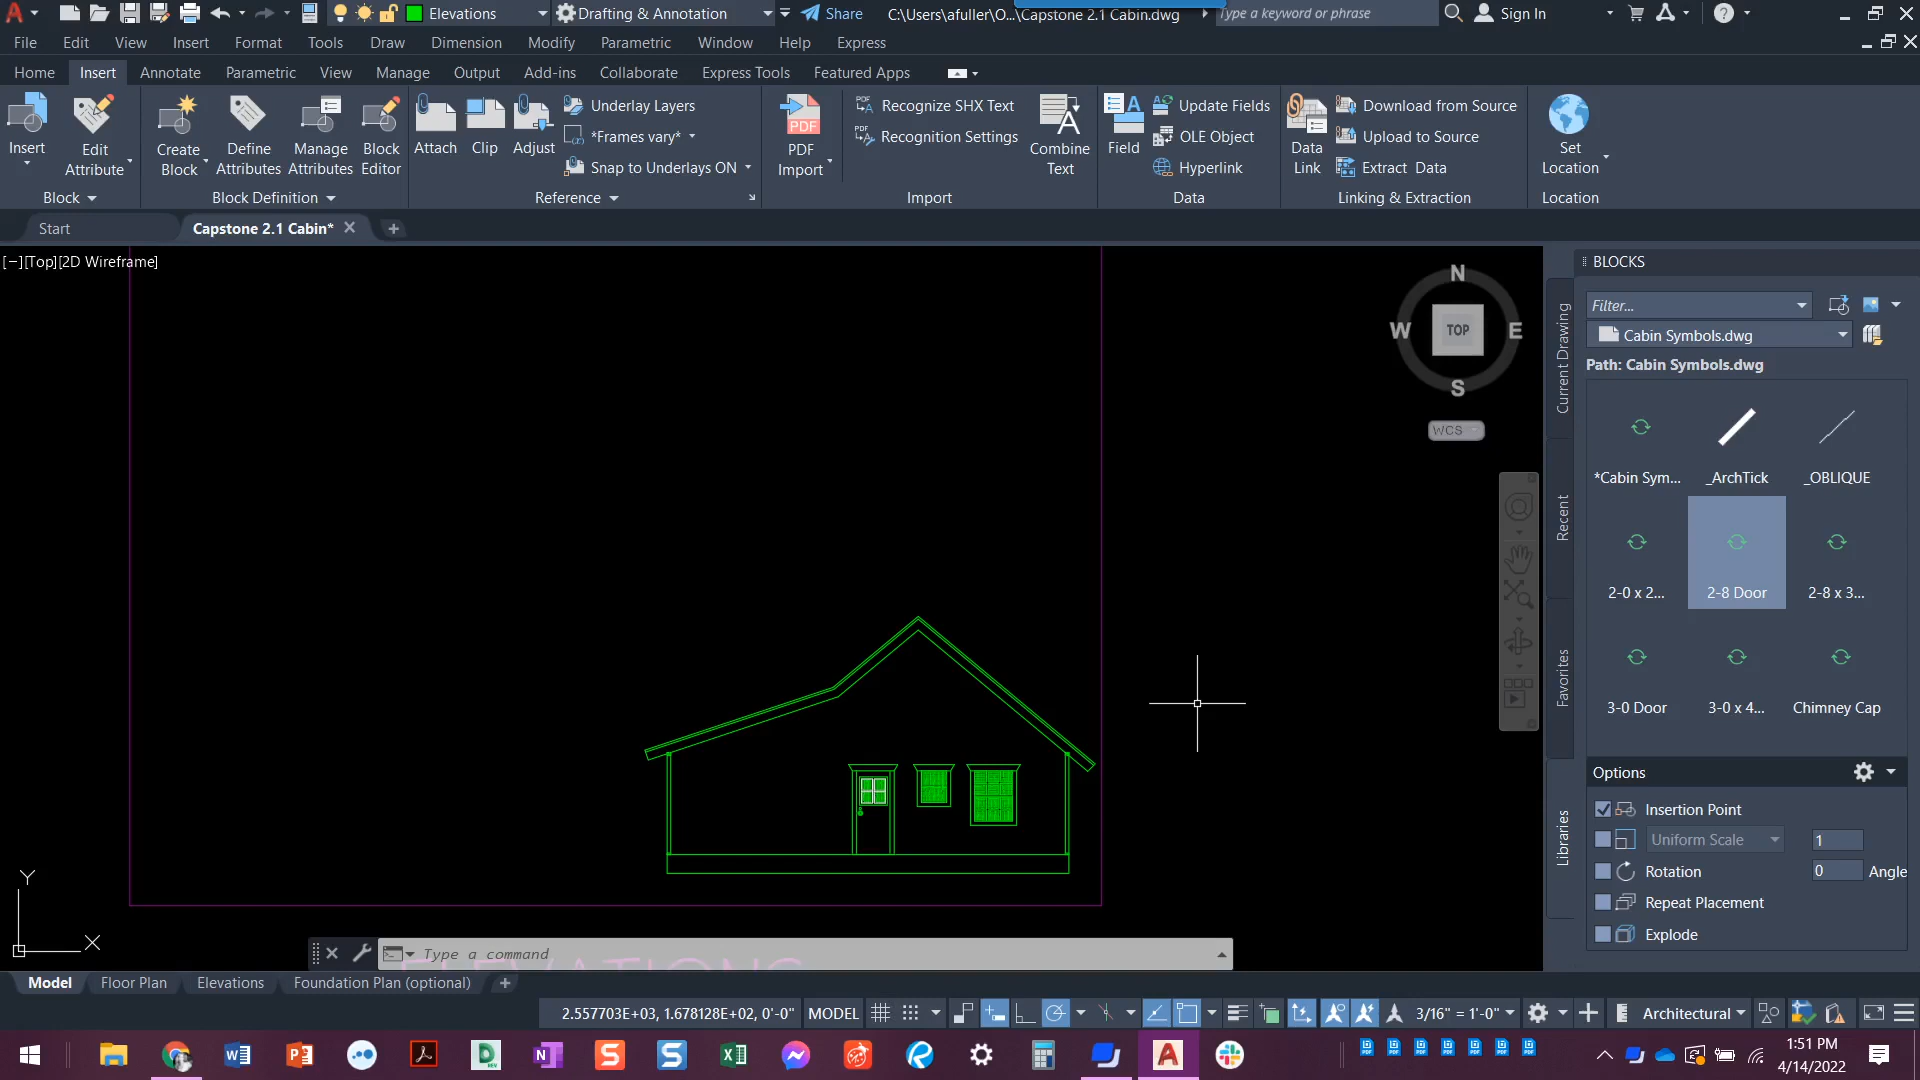 Elevations
Drafting & Annotation
Share
C:\Users\afuller\O...\Capstone 2.1 Cabin.dwg
Type a keyword or phrase
Sign In
File Edit View Insert Format Tools Draw Dimension Modify Parametric Window Help Express
Home Insert Annotate Parametric View Manage Output Add-ins Collaborate Express Tools Featured Apps
Insert
Edit Attribute
Create Block
Define Attributes
Manage Attributes
Block Editor
Attach
Clip
Adjust
Underlay Layers
*Frames vary*
Snap to Underlays ON
PDF Import
Recognize SHX Text
Recognition Settings
Combine Text
Field
Update Fields
OLE Object
Hyperlink
Data Link
Download from Source
Upload to Source
Extract Data
Set Location
Block
Block Definition
Reference
Import
Data
Linking & Extraction
Location
Start
Capstone 2.1 Cabin*
[−][Top][2D Wireframe]
N
W
TOP
E
S
WCS
BLOCKS
Filter...
Cabin Symbols.dwg
Path: Cabin Symbols.dwg
Current Drawing
Recent
Favorites
Libraries
*Cabin Sym...
_ArchTick
_OBLIQUE
2-0 x 2...
2-8 Door
2-8 x 3...
3-0 Door
3-0 x 4...
Chimney Cap
Options
Insertion Point
Uniform Scale
1
Rotation
0
Angle
Repeat Placement
Explode
Y
X
Type a command
ELEVATIONS
Model
Floor Plan
Elevations
Foundation Plan (optional)
2.557703E+03, 1.678128E+02, 0'-0"
MODEL
3/16" = 1'-0"
Architectural
1:51 PM
4/14/2022